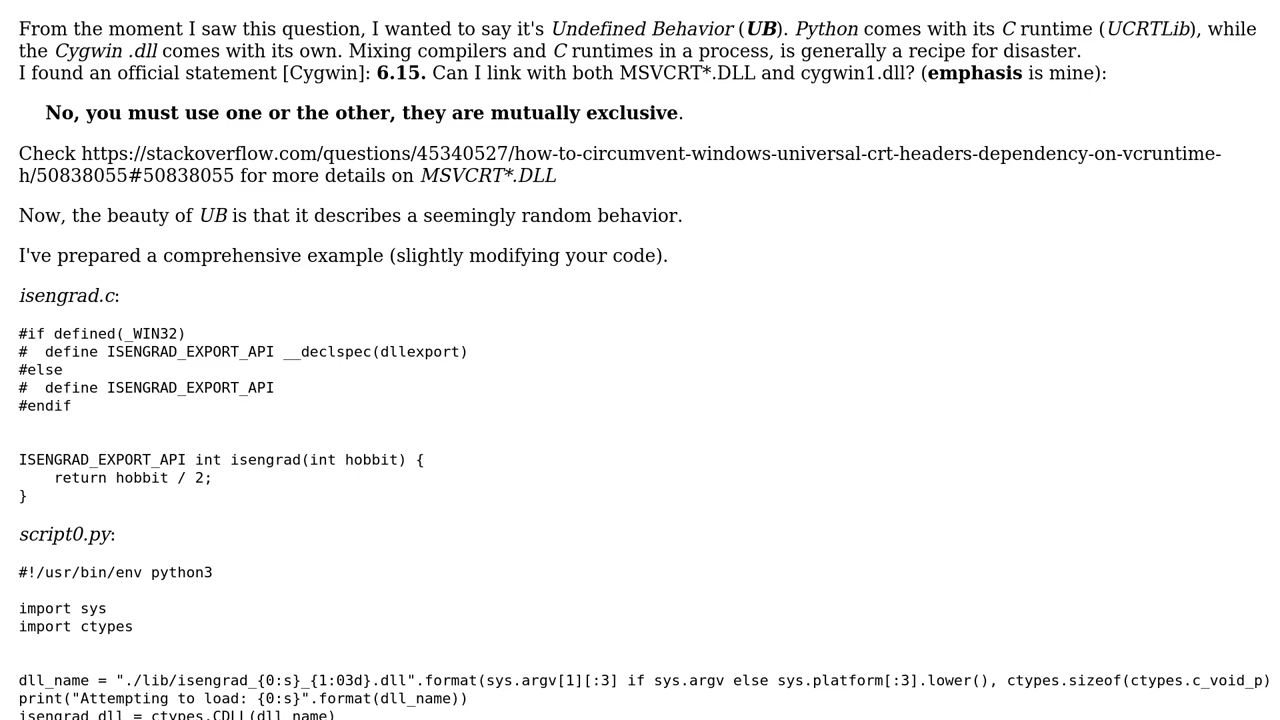 From the moment I saw this question, I wanted to say it's Undefined Behavior (UB). Python comes with its C runtime (UCRTLib), while
the Cygwin .dll comes with its own. Mixing compilers and C runtimes in a process, is generally a recipe for disaster.
I found an official statement [Cygwin]: 6.15. Can I link with both MSVCRT*.DLL and cygwin1.dll? (emphasis is mine):
No, you must use one or the other, they are mutually exclusive.
Check https://stackoverflow.com/questions/45340527/how-to-circumvent-windows-universal-crt-headers-dependency-on-vcruntime-
h/50838055#50838055 for more details on MSVCRT*.DLL
Now, the beauty of UB is that it describes a seemingly random behavior.
I've prepared a comprehensive example (slightly modifying your code).
isengrad.c:
#if defined(_WIN32)
#  define ISENGRAD_EXPORT_API __declspec(dllexport)
#else
#  define ISENGRAD_EXPORT_API
#endif
ISENGRAD_EXPORT_API int isengrad(int hobbit) {
    return hobbit / 2;
}
script0.py:
#!/usr/bin/env python3
import sys
import ctypes
dll_name = "./lib/isengrad_{0:s}_{1:03d}.dll".format(sys.argv[1][:3] if sys.argv else sys.platform[:3].lower(), ctypes.sizeof(ctypes.c_void_p)
print("Attempting to load: {0:s}".format(dll_name))
isengrad_dll = ctypes.CDLL(dll_name)